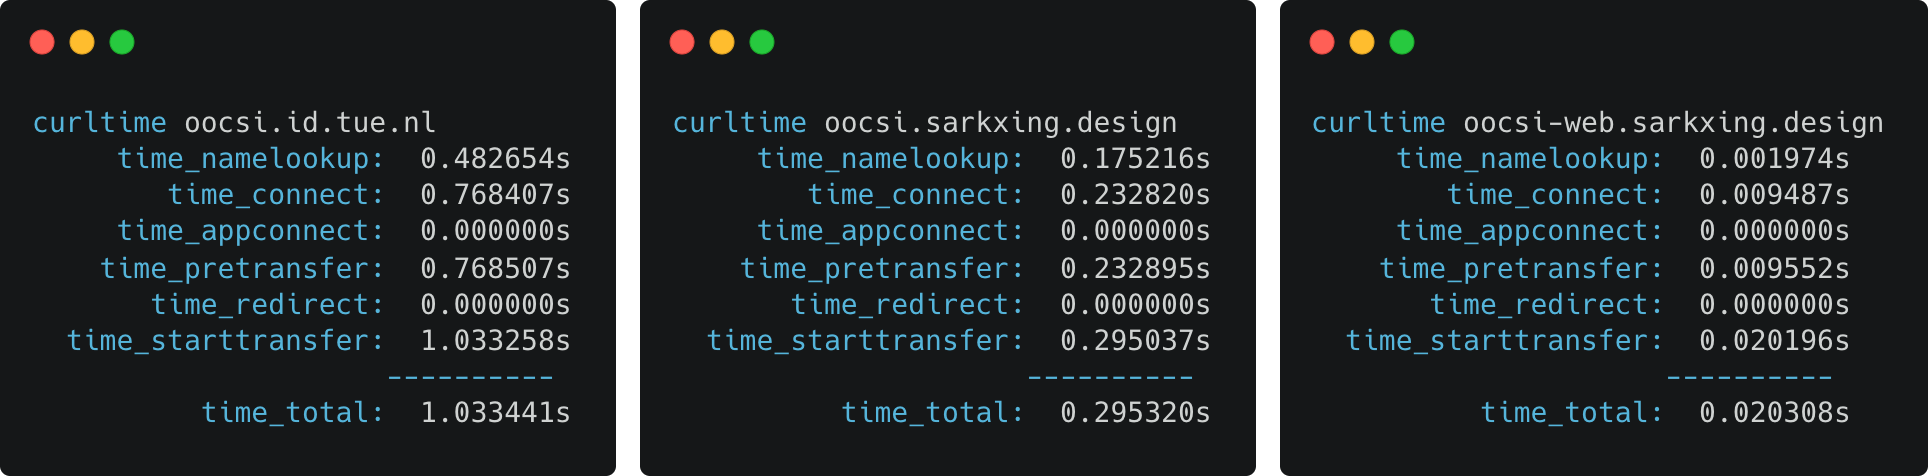 curltime oocsi.id.tue.nl
time_namelookup:  0.482654s
time_connect:  0.768407s
time_appconnect:  0.000000s
time_pretransfer:  0.768507s
time_redirect:  0.000000s
time_starttransfer:  1.033258s
----------
time_total:  1.033441s
curltime oocsi.sarkxing.design
time_namelookup:  0.175216s
time_connect:  0.232820s
time_appconnect:  0.000000s
time_pretransfer:  0.232895s
time_redirect:  0.000000s
time_starttransfer:  0.295037s
----------
time_total:  0.295320s
curltime oocsi-web.sarkxing.design
time_namelookup:  0.001974s
time_connect:  0.009487s
time_appconnect:  0.000000s
time_pretransfer:  0.009552s
time_redirect:  0.000000s
time_starttransfer:  0.020196s
----------
time_total:  0.020308s